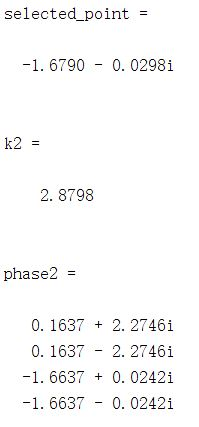 selected_point =
-1.6790 - 0.0298i
k2 =
2.8798
phase2 =
0.1637 + 2.2746i
0.1637 - 2.2746i
-1.6637 + 0.0242i
-1.6637 - 0.0242i